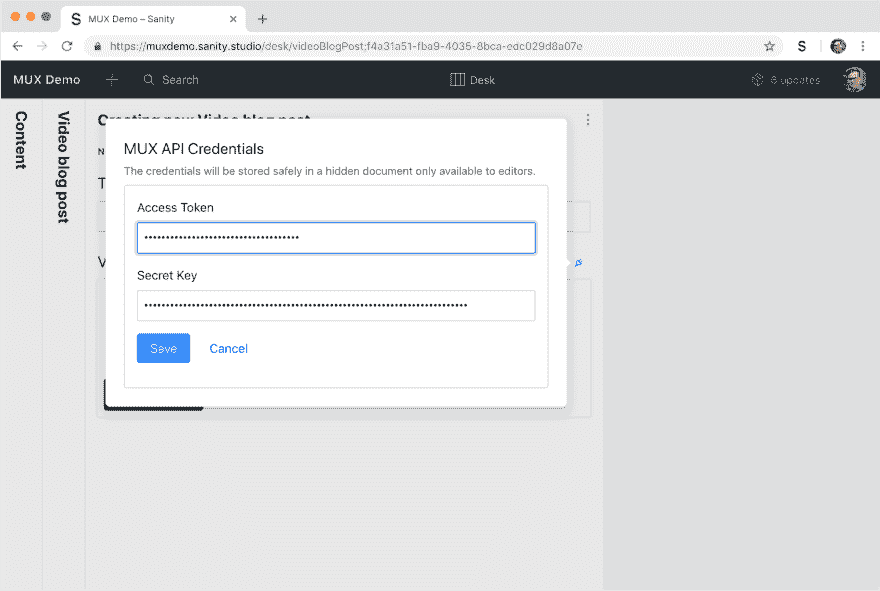 S MUX Demo – Sanity
https://muxdemo.sanity.studio/desk/videoBlogPost;f4a31a51-fba9-4035-8bca-edc029d8a07e
S
MUX Demo
Search
Desk
6 updates
Content
Video blog post
Creating new Video blog post
N
T
V
MUX API Credentials
The credentials will be stored safely in a hidden document only available to editors.
Access Token
Secret Key
Save
Cancel